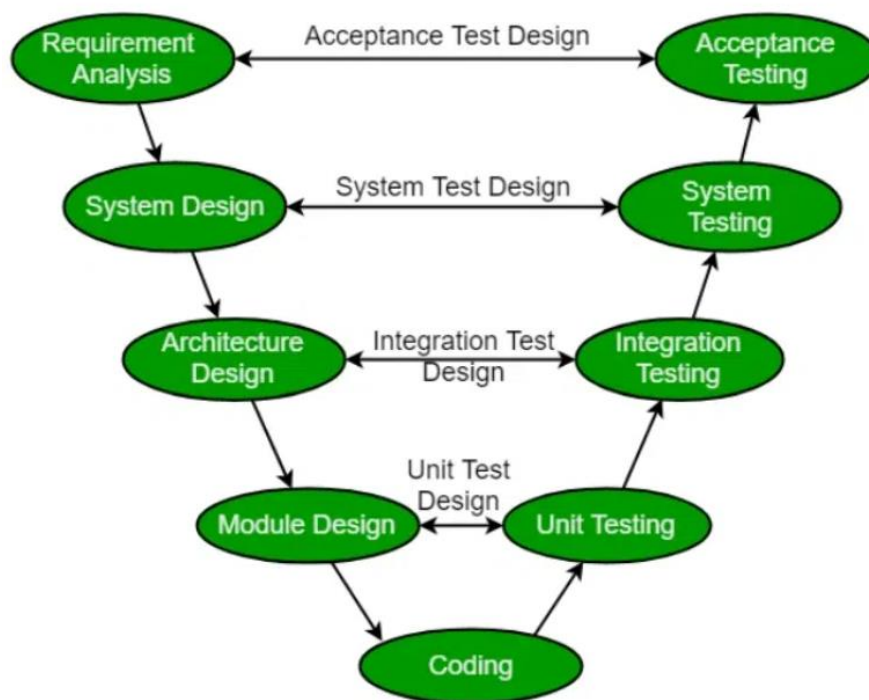 Requirement
Analysis
Acceptance Test Design
Acceptance
Testing
System Design
System Test Design
System
Testing
Architecture
Design
Integration Test
Design
Integration
Testing
Module Design
Unit Test
Design
Unit Testing
Coding